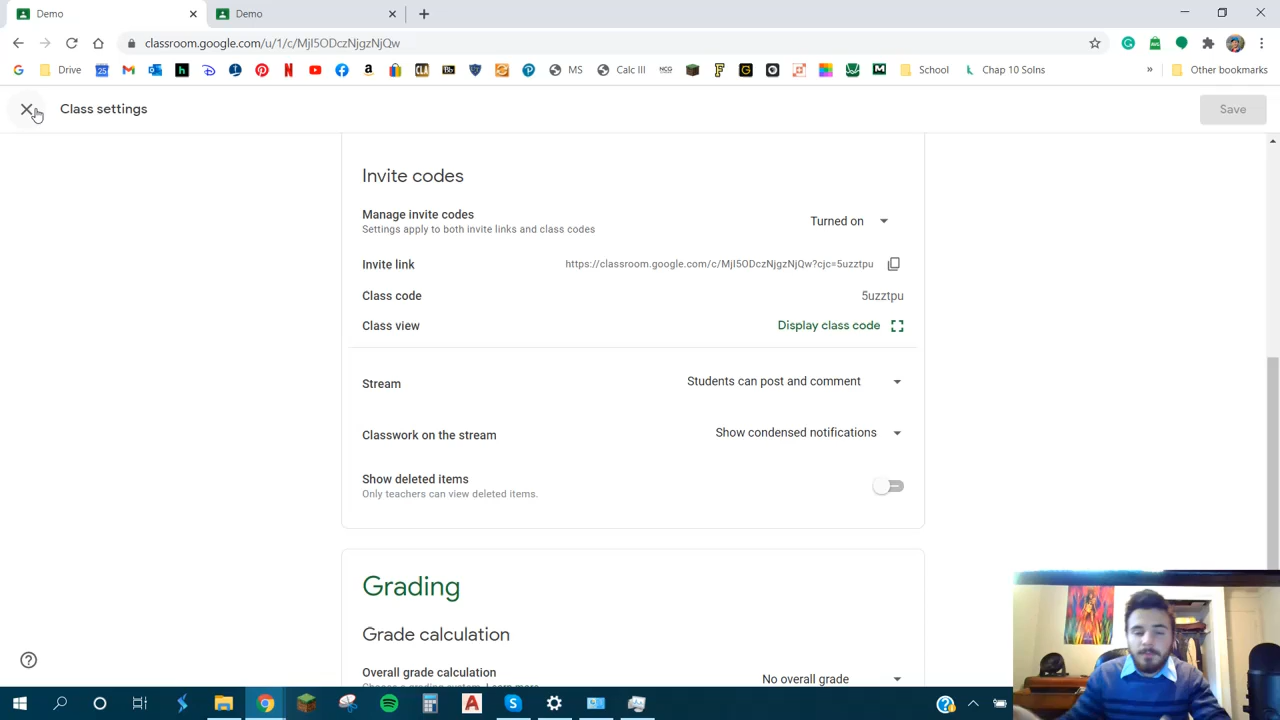 Demo
Demo
classroom.google.com/u/1/c/MjI5ODczNjgzNjQw
Drive
MS
Calc III
School
Chap 10 Solns
»
Other bookmarks
Class settings
Save
Invite codes
Manage invite codes
Turned on
Settings apply to both invite links and class codes
Invite link
https://classroom.google.com/c/MjI5ODczNjgzNjQw?cjc=5uzztpu
Class code
5uzztpu
Class view
Display class code
Stream
Students can post and comment
Classwork on the stream
Show condensed notifications
Show deleted items
Only teachers can view deleted items.
Grading
Grade calculation
Overall grade calculation
No overall grade